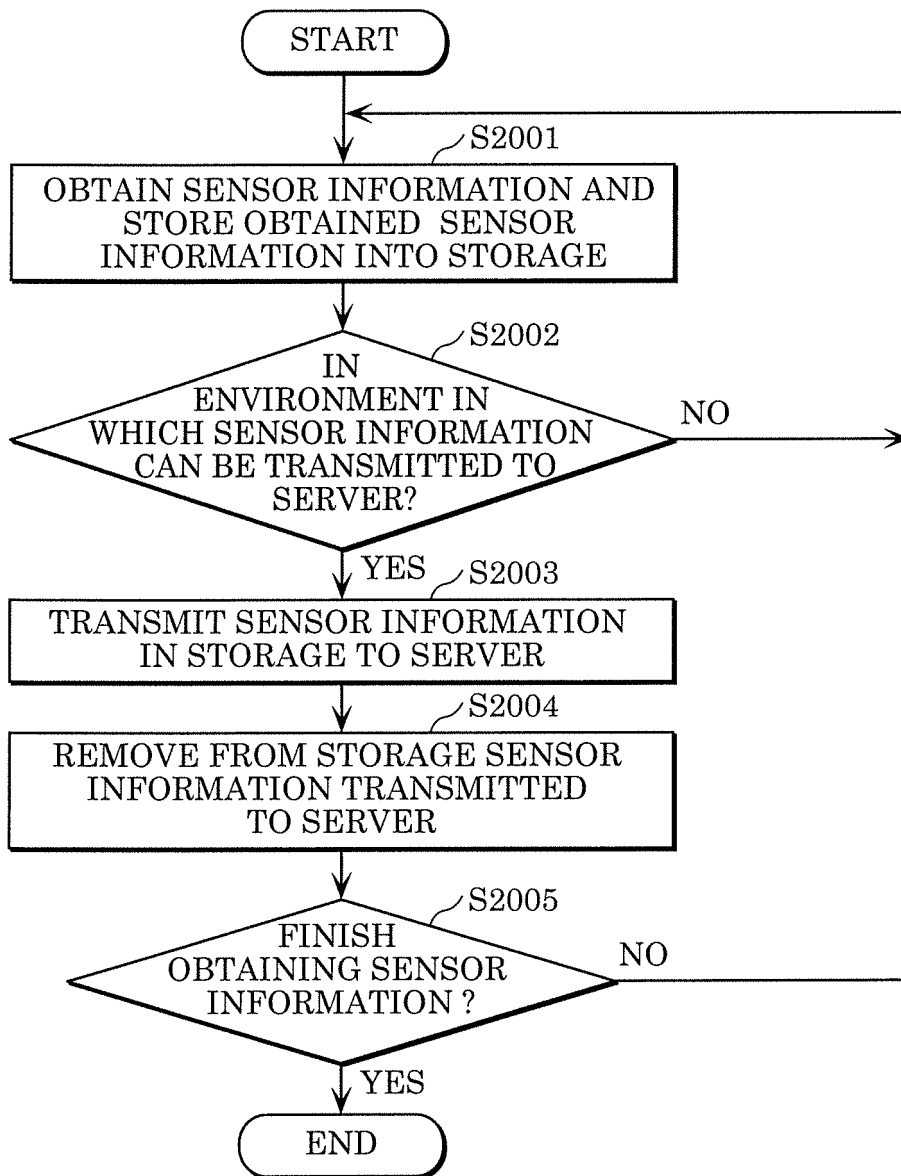 START
S2001
OBTAIN SENSOR INFORMATION AND
STORE OBTAINED SENSOR
INFORMATION INTO STORAGE
S2002
IN
ENVIRONMENT IN
WHICH SENSOR INFORMATION
CAN BE TRANSMITTED TO
SERVER?
NO
YES
S2003
TRANSMIT SENSOR INFORMATION
IN STORAGE TO SERVER
S2004
REMOVE FROM STORAGE SENSOR
INFORMATION TRANSMITTED
TO SERVER
S2005
FINISH
OBTAINING SENSOR
INFORMATION ?
NO
YES
END